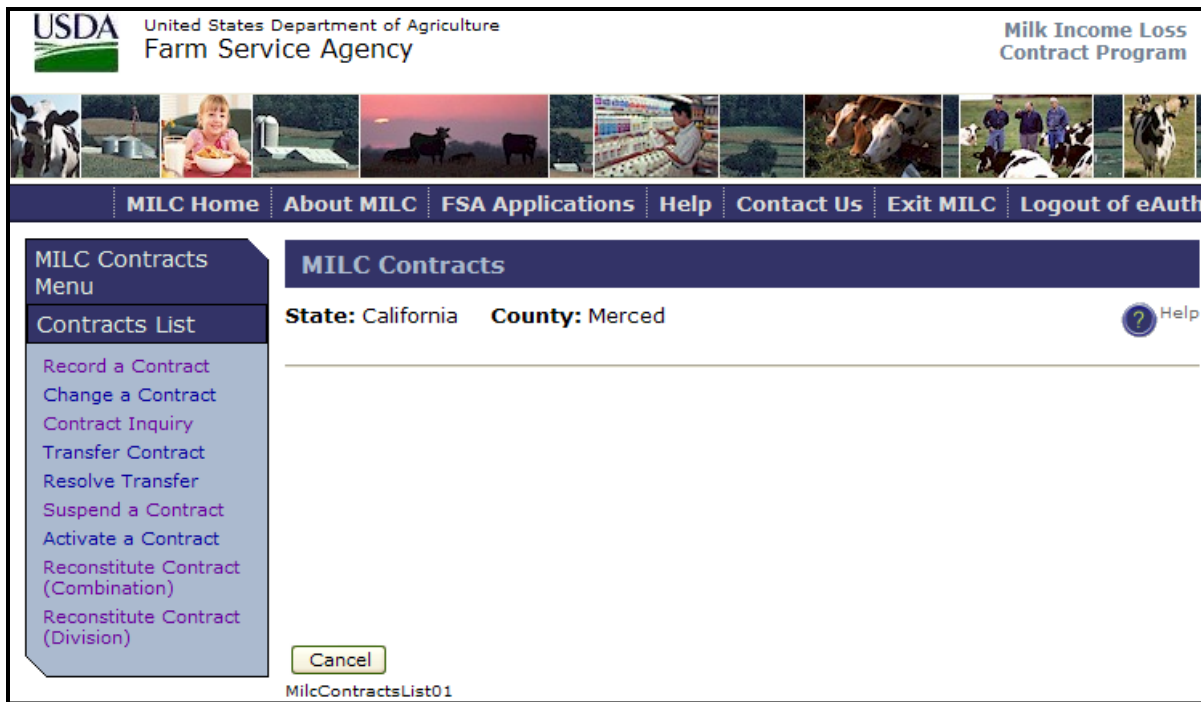 USDA
United States Department of Agriculture
Farm Service Agency
Milk Income Loss
Contract Program
MILC Home About MILC FSA Applications Help Contact Us Exit MILC Logout of eAuth
MILC Contracts
Menu
Contracts List
Record a Contract
Change a Contract
Contract Inquiry
Transfer Contract
Resolve Transfer
Suspend a Contract
Activate a Contract
Reconstitute Contract
(Combination)
Reconstitute Contract
(Division)
MILC Contracts
State: California County: Merced
? Help
Cancel
MilcContractsList01